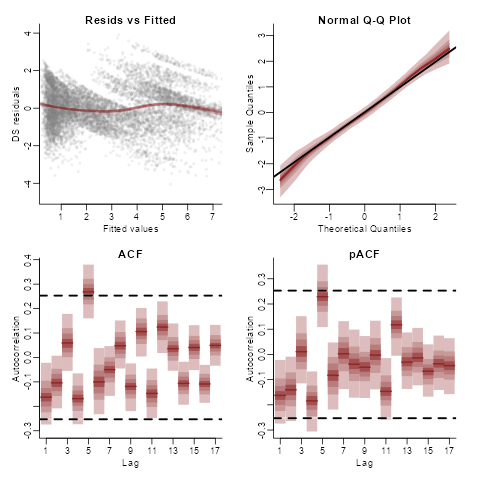 Resids vs Fitted
DS residuals
4
2
0
-2
-4
1 2 3 4 5 6 7
Fitted values
Normal Q-Q Plot
Sample Quantiles
3
2
1
0
-1
-2
-3
-2 -1 0 1 2
Theoretical Quantiles
ACF
Autocorrelation
0.4
0.3
0.2
0.1
0.0
-0.1
-0.3
1 3 5 7 9 11 13 15 17
Lag
pACF
Autocorrelation
0.3
0.2
0.1
0.0
-0.1
-0.3
1 3 5 7 9 11 13 15 17
Lag